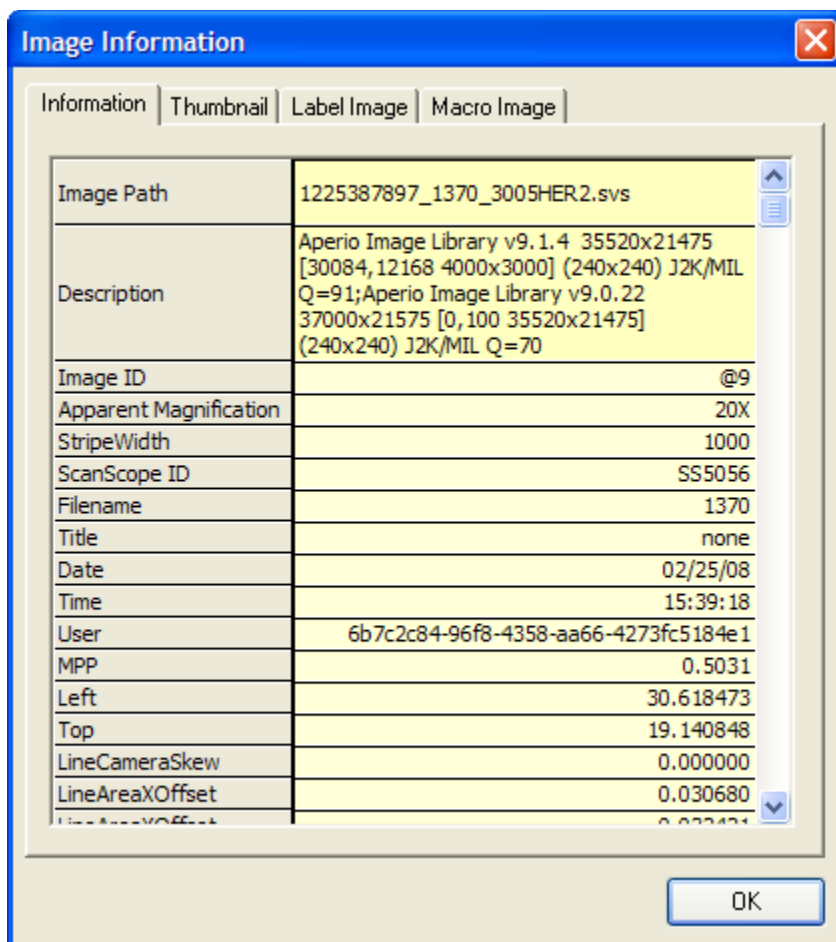 Image Information
Information Thumbnail Label Image Macro Image
Image Path 1225387897_1370_3005HER2.svs
Description Aperio Image Library v9.1.4 35520x21475
[30084,12168 4000x3000] (240x240) J2K/MIL
Q=91;Aperio Image Library v9.0.22
37000x21575 [0,100 35520x21475]
(240x240) J2K/MIL Q=70
Image ID @9
Apparent Magnification 20X
StripeWidth 1000
ScanScope ID SS5056
Filename 1370
Title none
Date 02/25/08
Time 15:39:18
User 6b7c2c84-96f8-4358-aa66-4273fc5184e1
MPP 0.5031
Left 30.618473
Top 19.140848
LineCameraSkew 0.000000
LineAreaXOffset 0.030680
OK